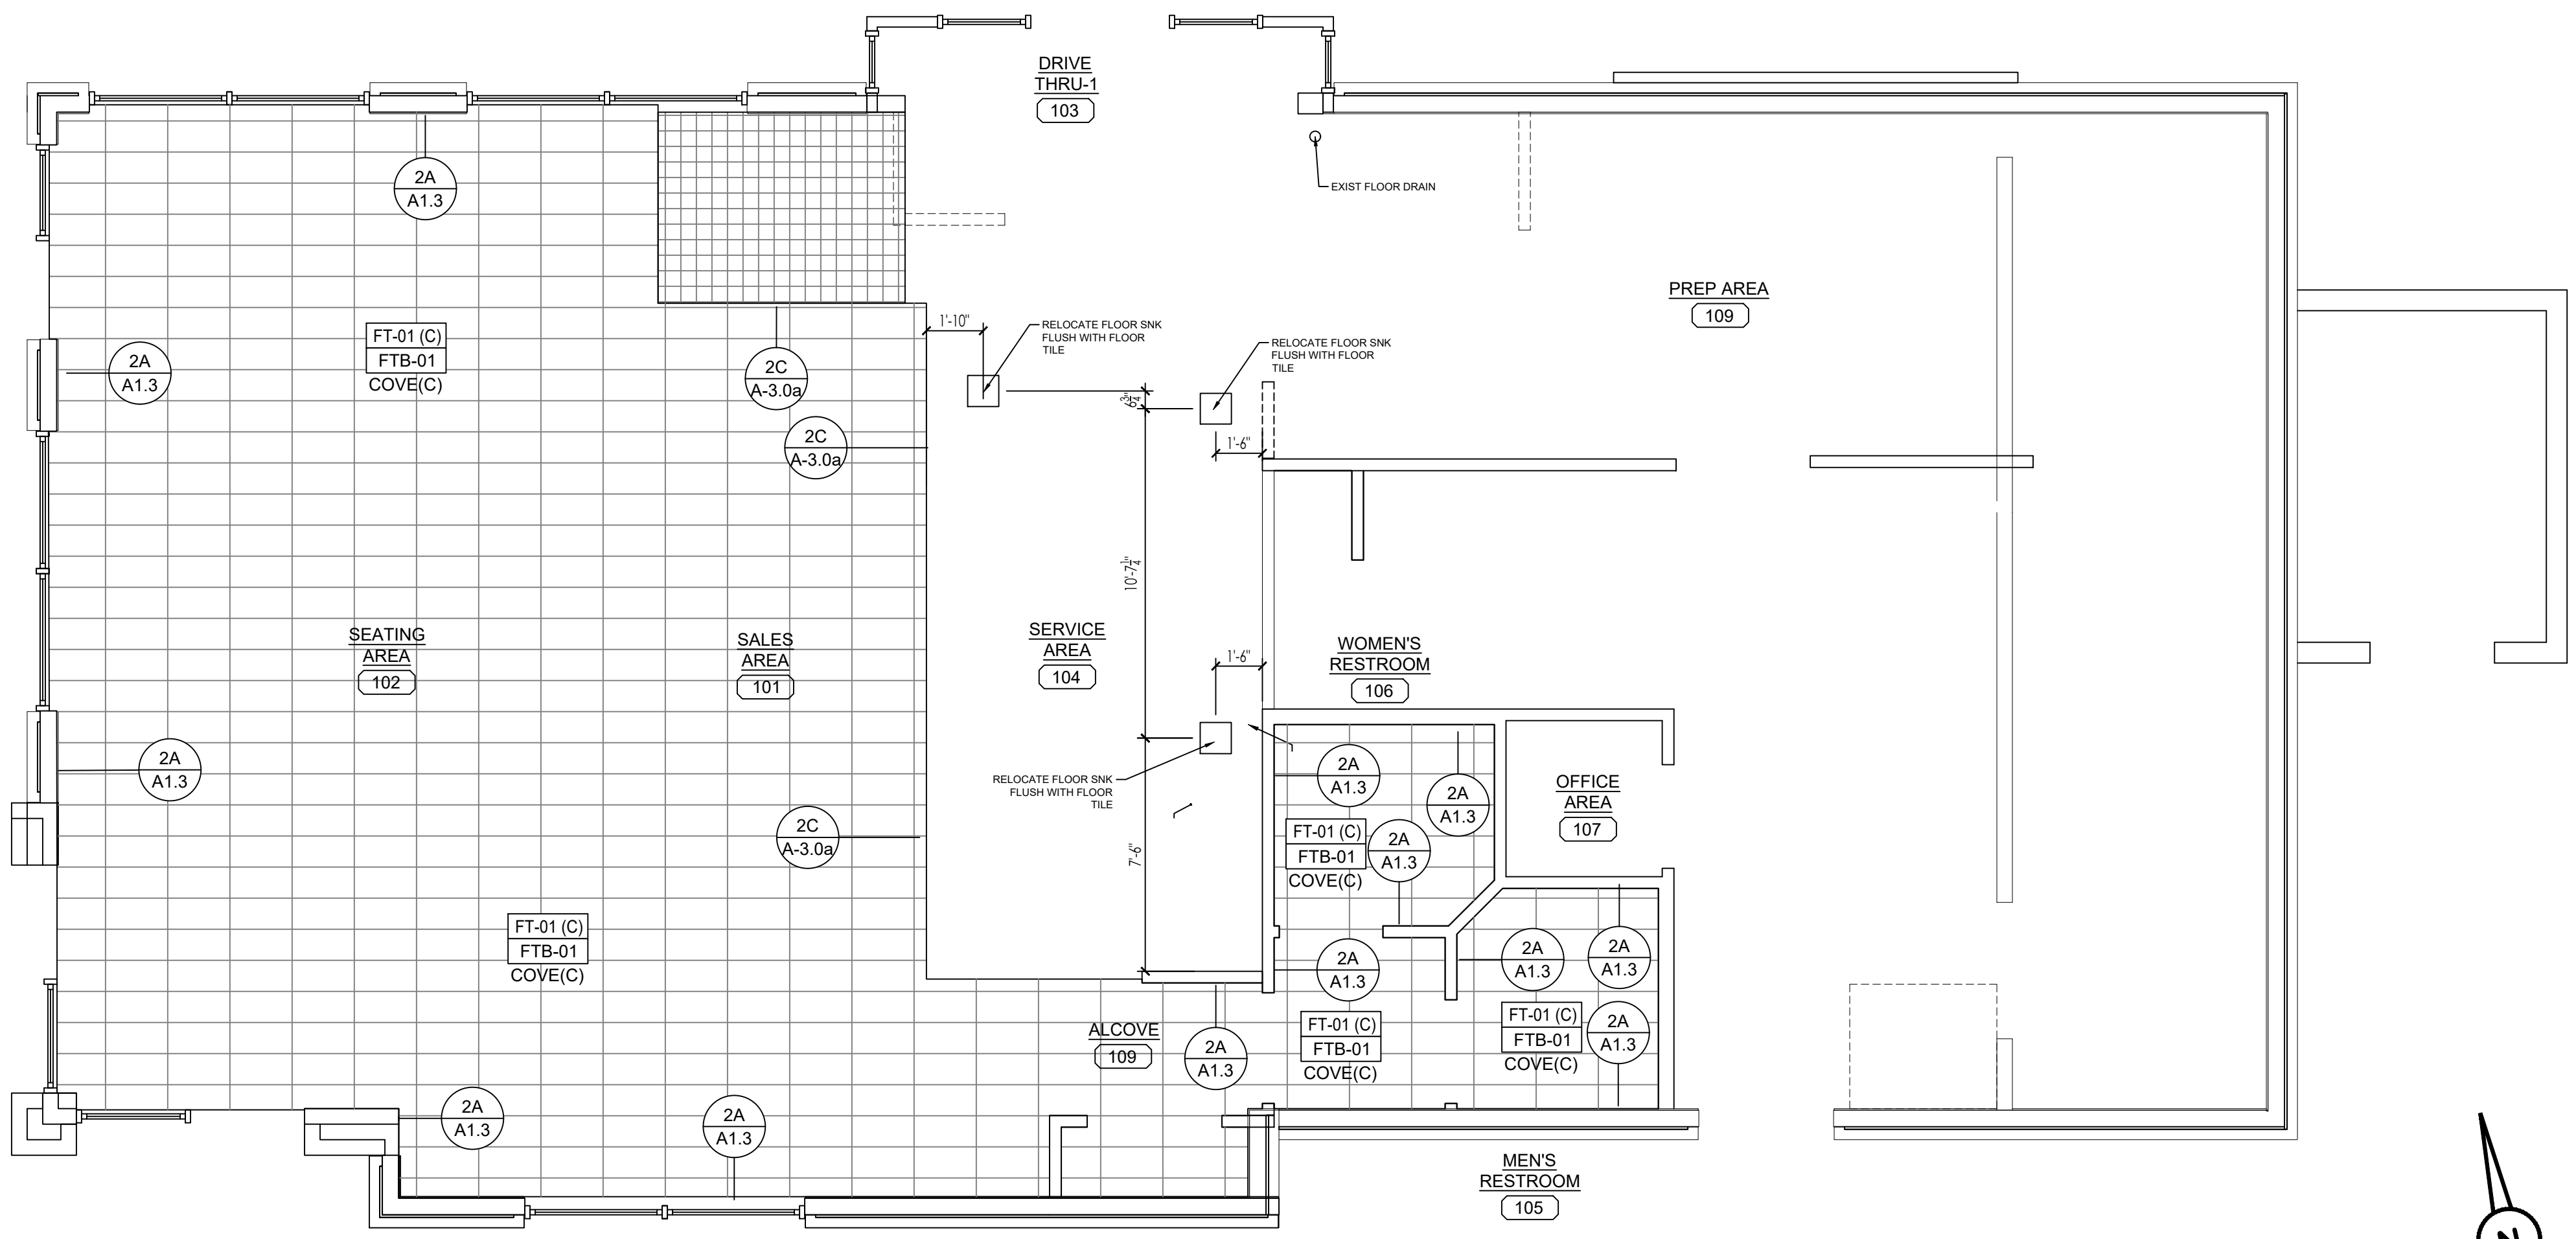 DRIVE
THRU-1
103
2A
A1.3
EXIST FLOOR DRAIN
PREP AREA
109
FT-01 (C)
FTB-01
COVE(C)
2A
A1.3
2C
A-3.0a
1'-10"
RELOCATE FLOOR SNK
FLUSH WITH FLOOR
TILE
RELOCATE FLOOR SNK
FLUSH WITH FLOOR
TILE
6 3/4"
2C
A-3.0a
1'-6"
10'-7 1/4"
SEATING
AREA
102
SALES
AREA
101
SERVICE
AREA
104
1'-6"
WOMEN'S
RESTROOM
106
2A
A1.3
RELOCATE FLOOR SNK
FLUSH WITH FLOOR
TILE
2A
A1.3
2A
A1.3
OFFICE
AREA
107
2C
A-3.0a
7'-6"
FT-01 (C)
FTB-01
COVE(C)
2A
A1.3
FT-01 (C)
FTB-01
COVE(C)
2A
A1.3
2A
A1.3
2A
A1.3
ALCOVE
109
2A
A1.3
FT-01 (C)
FTB-01
COVE(C)
FT-01 (C)
FTB-01
COVE(C)
2A
A1.3
2A
A1.3
2A
A1.3
MEN'S
RESTROOM
105
N